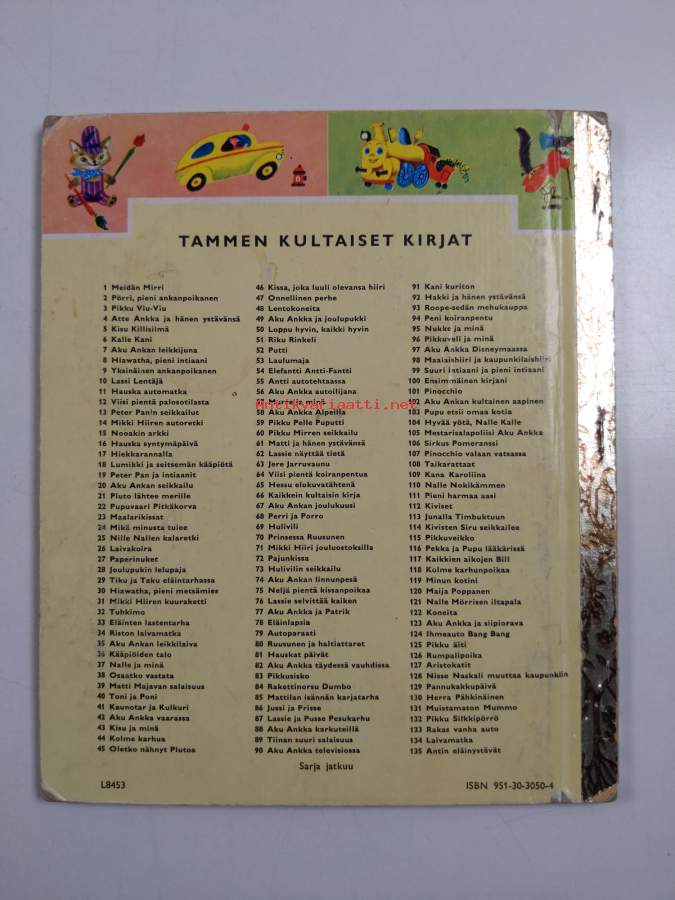 TAMMEN KULTAISET KIRJAT
1 Meidän Mirri
2 Pörri, pieni ankanpoikanen
3 Pikku Viu-Viu
4 Atte Ankka ja hänen ystävänsä
5 Kisu Killisilmä
6 Kalle Kani
7 Aku Ankan leikkijuna
8 Hiawatha, pieni intiaani
9 Yksinäinen ankanpoikanen
10 Lassi Lentäjä
11 Hauska automatka
12 Viisi pientä palosotilasta
13 Peter Panin seikkailut
14 Mikki Hiiren autoretki
15 Nooakin arkki
16 Hauska syntymäpäivä
17 Hiekkarannalla
18 Lumikki ja seitsemän kääpiötä
19 Peter Pan ja intiaanit
20 Aku Ankan seikkailu
21 Pluto lähtee merille
22 Pupuvaari Pitkäkorva
23 Maalarikissat
24 Mikä minusta tulee
25 Nille Nallen kalaretki
26 Laivakoira
27 Paperinuket
28 Joulupukin lelupaja
29 Tiku ja Taku eläintarhassa
30 Hiawatha, pieni metsämies
31 Mikki Hiiren kuuraketti
32 Tuhkimo
33 Eläinten lastentarha
34 Riston laivamatka
35 Aku Ankan leikkilaiva
36 Kääpiöiden talo
37 Nalle ja minä
38 Osaatko vastata
39 Matti Majavan salaisuus
40 Toni ja Poni
41 Kaunotar ja Kulkuri
42 Aku Ankka vaarassa
43 Kisu ja minä
44 Kolme karhua
45 Oletko nähnyt Plutoa
46 Kissa, joka luuli olevansa hiiri
47 Onnellinen perhe
48 Lentokoneita
49 Aku Ankka ja joulupukki
50 Loppu hyvin, kaikki hyvin
51 Riku Rinkeli
52 Putti
53 Laulumaja
54 Elefantti Antti-Fantti
55 Antti autotehtaassa
56 Aku Ankka autoilijana
57 Marja ja minä
58 Aku Ankka Alpeilla
59 Pikku Pelle Puputti
60 Pikku Mirren seikkailu
61 Matti ja hänen ystävänsä
62 Lassie näyttää tietä
63 Jere Jarruvaunu
64 Viisi pientä koiranpentua
65 Hessu elokuvatähtenä
66 Kaikkein kultaisin kirja
67 Aku Ankan joulukuusi
68 Perri ja Porro
69 Hulivili
70 Prinsessa Ruusunen
71 Mikki Hiiri jouluostoksilla
72 Pajunkissa
73 Hulivilin seikkailu
74 Aku Ankan linnunpesä
75 Neljä pientä kissanpoikaa
76 Lassie selvittää kaiken
77 Aku Ankka ja Patrik
78 Eläinlapsia
79 Autoparaati
80 Ruusunen ja haltiattaret
81 Hauskat päivät
82 Aku Ankka täydessä vauhdissa
83 Pikkusisko
84 Rakettinorsu Dumbo
85 Mattilan isännän karjatarha
86 Jussi ja Prisse
87 Lassie ja Pusse Pesukarhu
88 Aku Ankka karkuteillä
89 Tiinan suuri salaisuus
90 Aku Ankka televisiossa
91 Kani kuriton
92 Hakki ja hänen ystävänsä
93 Roope-sedän mehukauppa
94 Peni koiranpentu
95 Nukke ja minä
96 Pikkuveli ja minä
97 Aku Ankka Disneymaassa
98 Maalaishiiri ja kaupunkilaishiiri
99 Suuri intiaani ja pieni intiaani
100 Ensimmäinen kirjani
101 Pinocchio
102 Aku Ankan kultainen aapinen
103 Pupu etsii omaa kotia
104 Hyvää yötä, Nalle Kalle
105 Mestarisalapoliisi Aku Ankka
106 Sirkus Pomeranssi
107 Pinocchio valaan vatsassa
108 Taikarattaat
109 Kana Karoliina
110 Nalle Nokikämmen
111 Pieni harmaa aasi
112 Kiviset
113 Junalla Timbuktuun
114 Kivisten Siru seikkailee
115 Pikkuveikko
116 Pekka ja Pupu lääkärissä
117 Kaikkien aikojen Bill
118 Kolme karhunpoikaa
119 Minun kotini
120 Maija Poppanen
121 Nalle Mörrisen iltapala
122 Koneita
123 Aku Ankka ja siipiorava
124 Ihmeauto Bang Bang
125 Pikku äiti
126 Rumpalipoika
127 Aristokatit
128 Nisse Naskali muuttaa kaupunkiin
129 Pannukakkupäivä
130 Herra Pähkinäinen
131 Muistamaton Mummo
132 Pikku Silkkipörrö
133 Rakas vanha auto
134 Laivamatka
135 Antin eläinystävät
Sarja jatkuu
L8453
ISBN 951-30-3050-4
Antikvariaatti.net